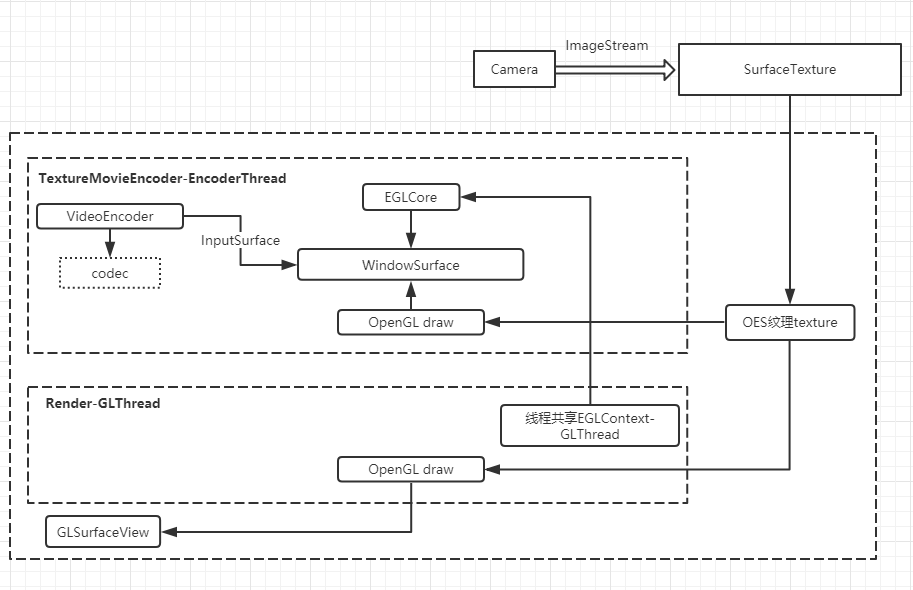 ImageStream
Camera
SurfaceTexture
TextureMovieEncoder-EncoderThread
VideoEncoder
EGLCore
InputSurface
codec
WindowSurface
OpenGL draw
OES纹理texture
Render-GLThread
线程共享EGLContext-
GLThread
OpenGL draw
GLSurfaceView